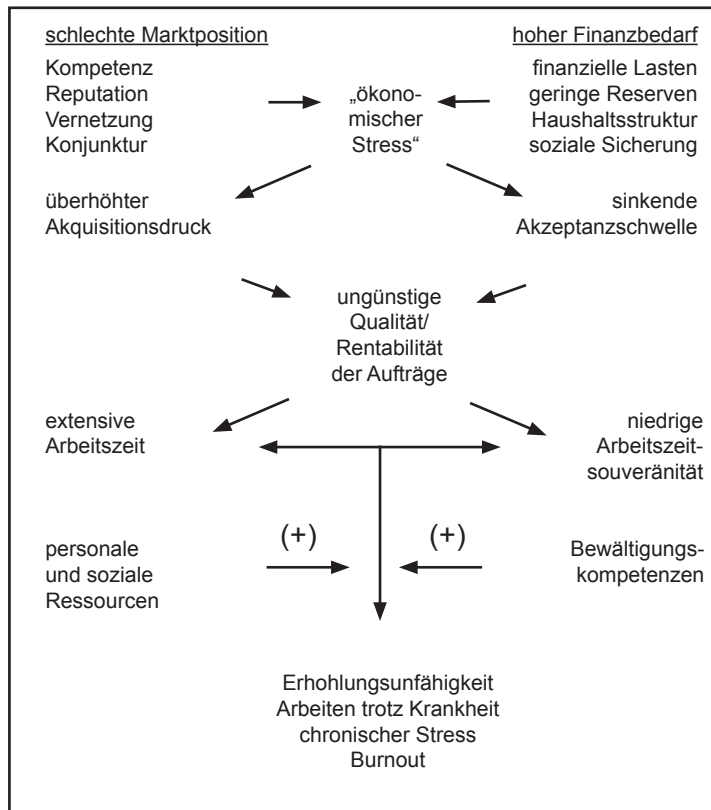 schlechte Marktposition
Kompetenz
Reputation
Vernetzung
Konjunktur
„ökono-
mischer
Stress“
hoher Finanzbedarf
finanzielle Lasten
geringe Reserven
Haushaltsstruktur
soziale Sicherung
überhöhter
Akquisitionsdruck
sinkende
Akzeptanzschwelle
ungünstige
Qualität/
Rentabilität
der Aufträge
extensive
Arbeitszeit
niedrige
Arbeitszeit-
souveränität
personale
und soziale
Ressourcen
(+)
(+)
Bewältigungs-
kompetenzen
Erhohlungsunfähigkeit
Arbeiten trotz Krankheit
chronischer Stress
Burnout